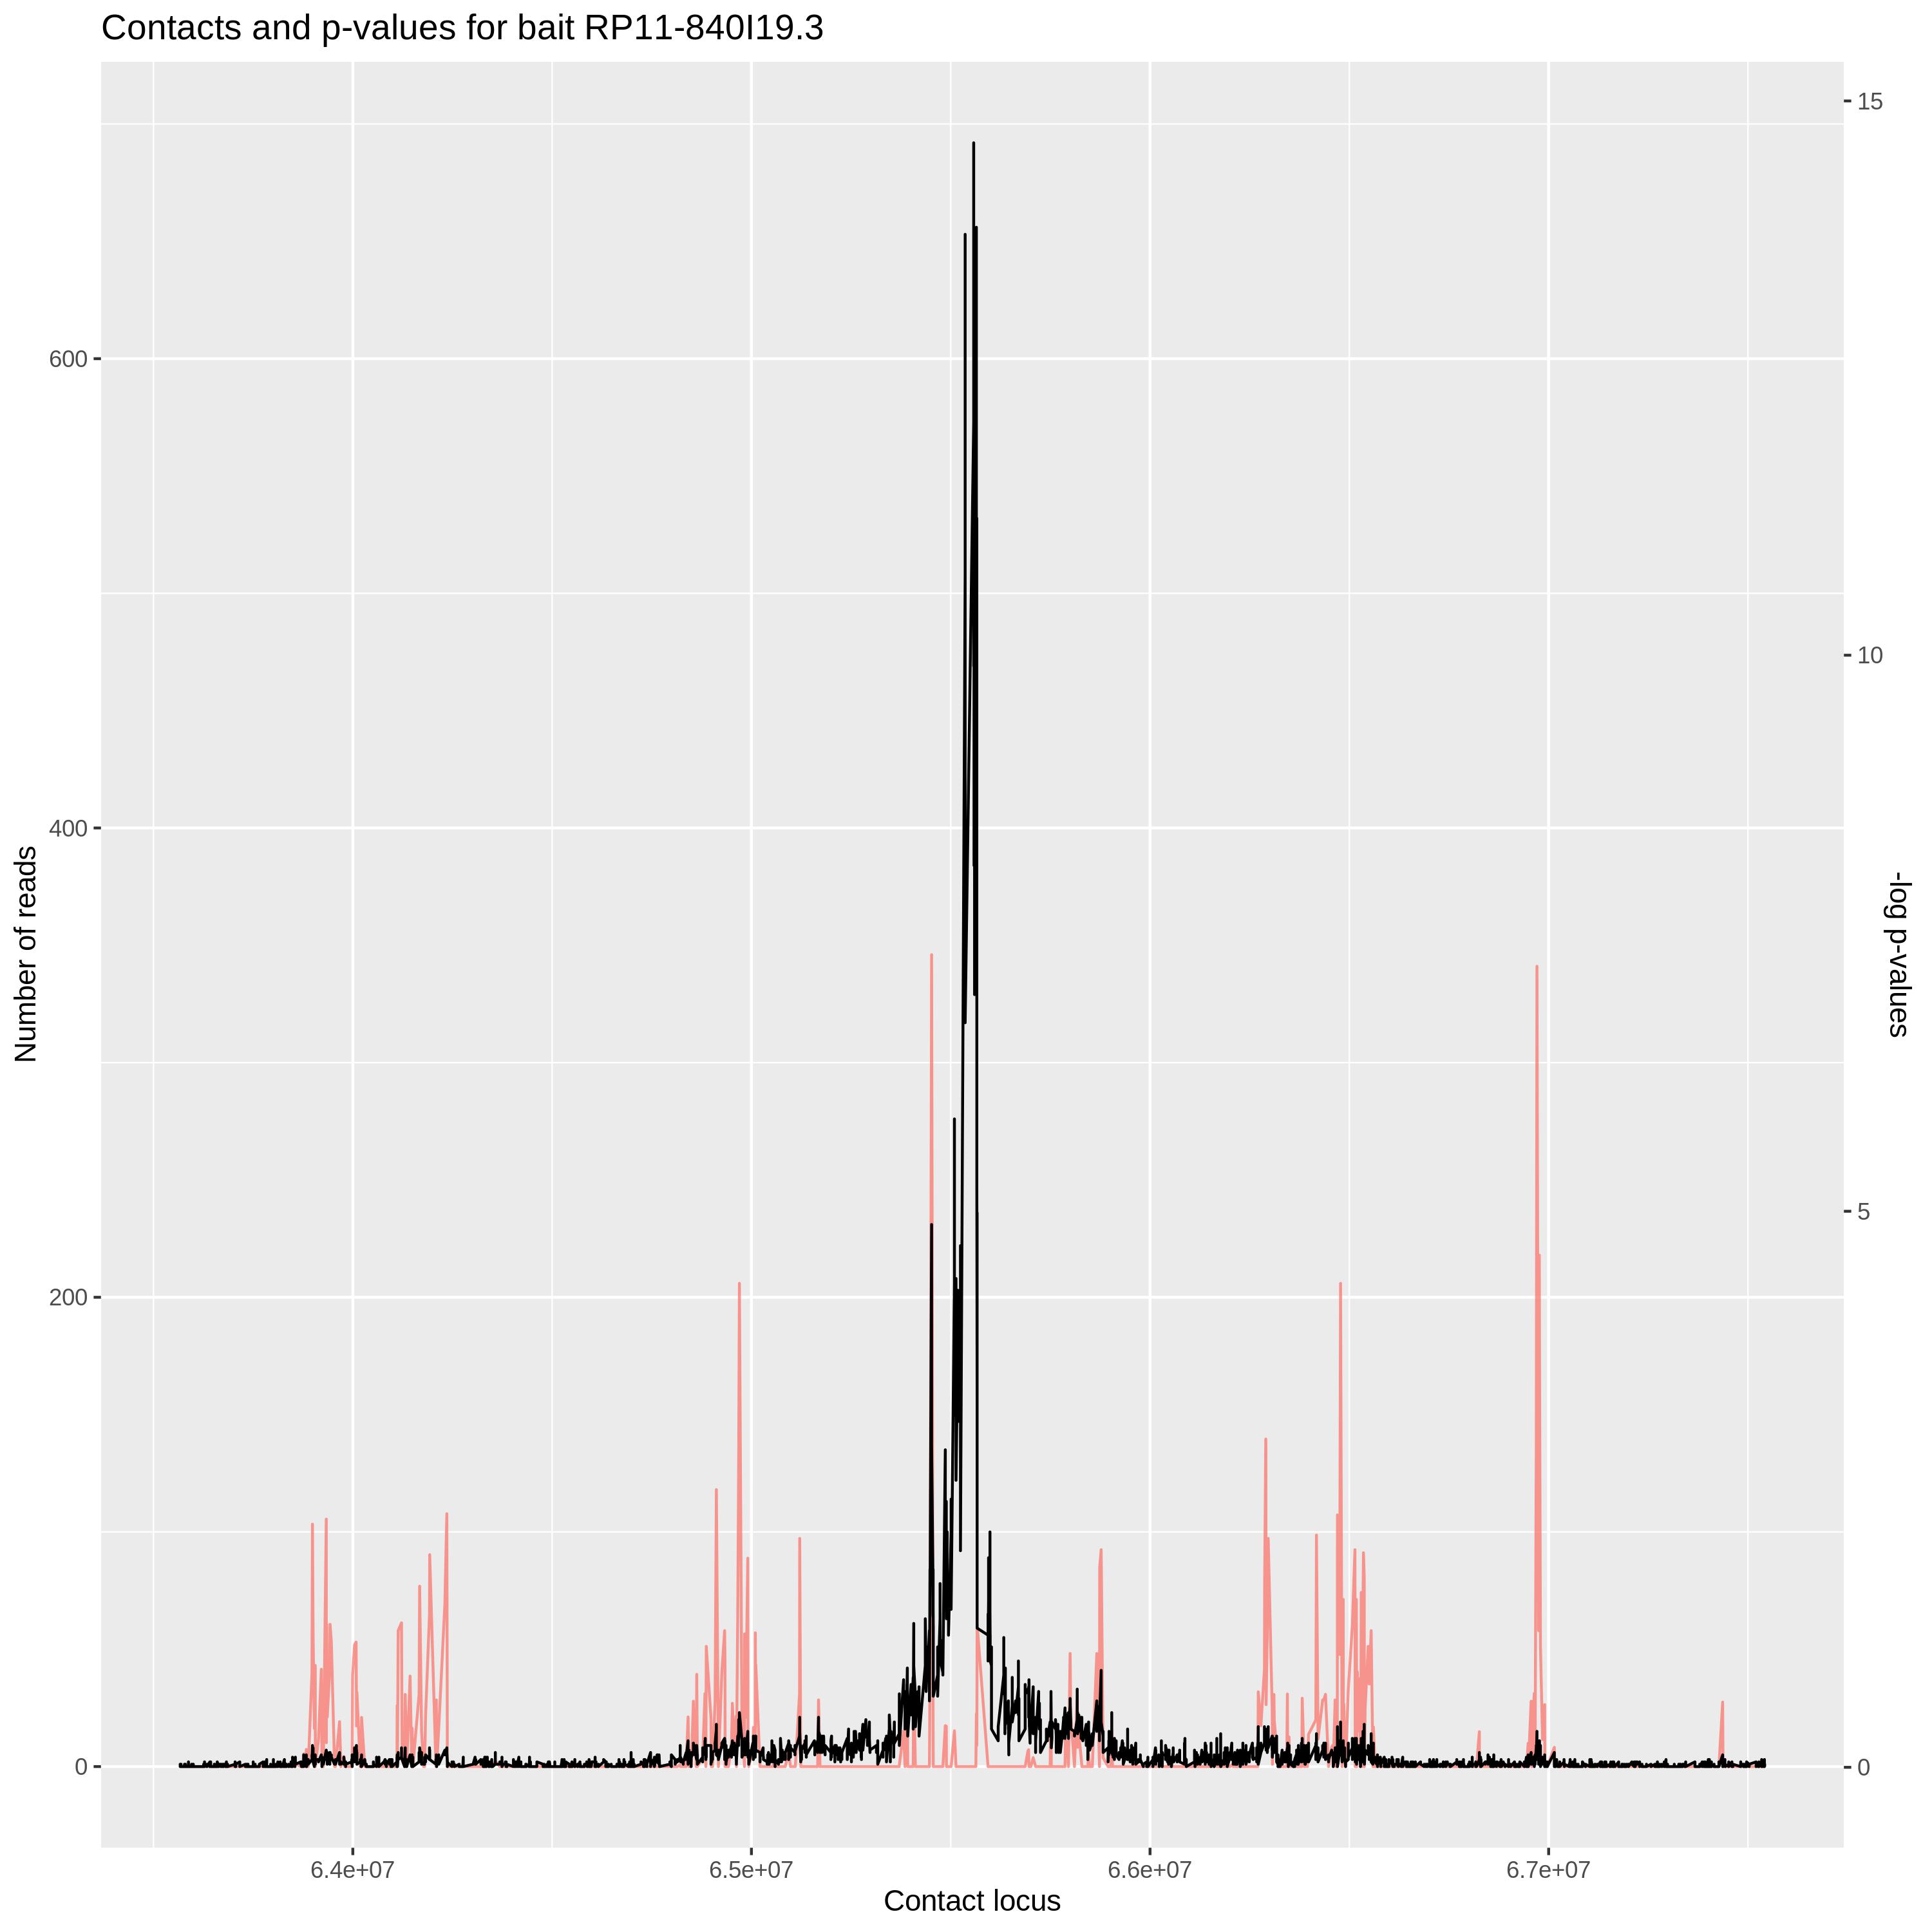 Contacts and p-values for bait RP11-840I19.3
15
600
10
400
Number of reads
-log p-values
5
200
0
0
6.4e+07
6.5e+07
6.6e+07
6.7e+07
Contact locus